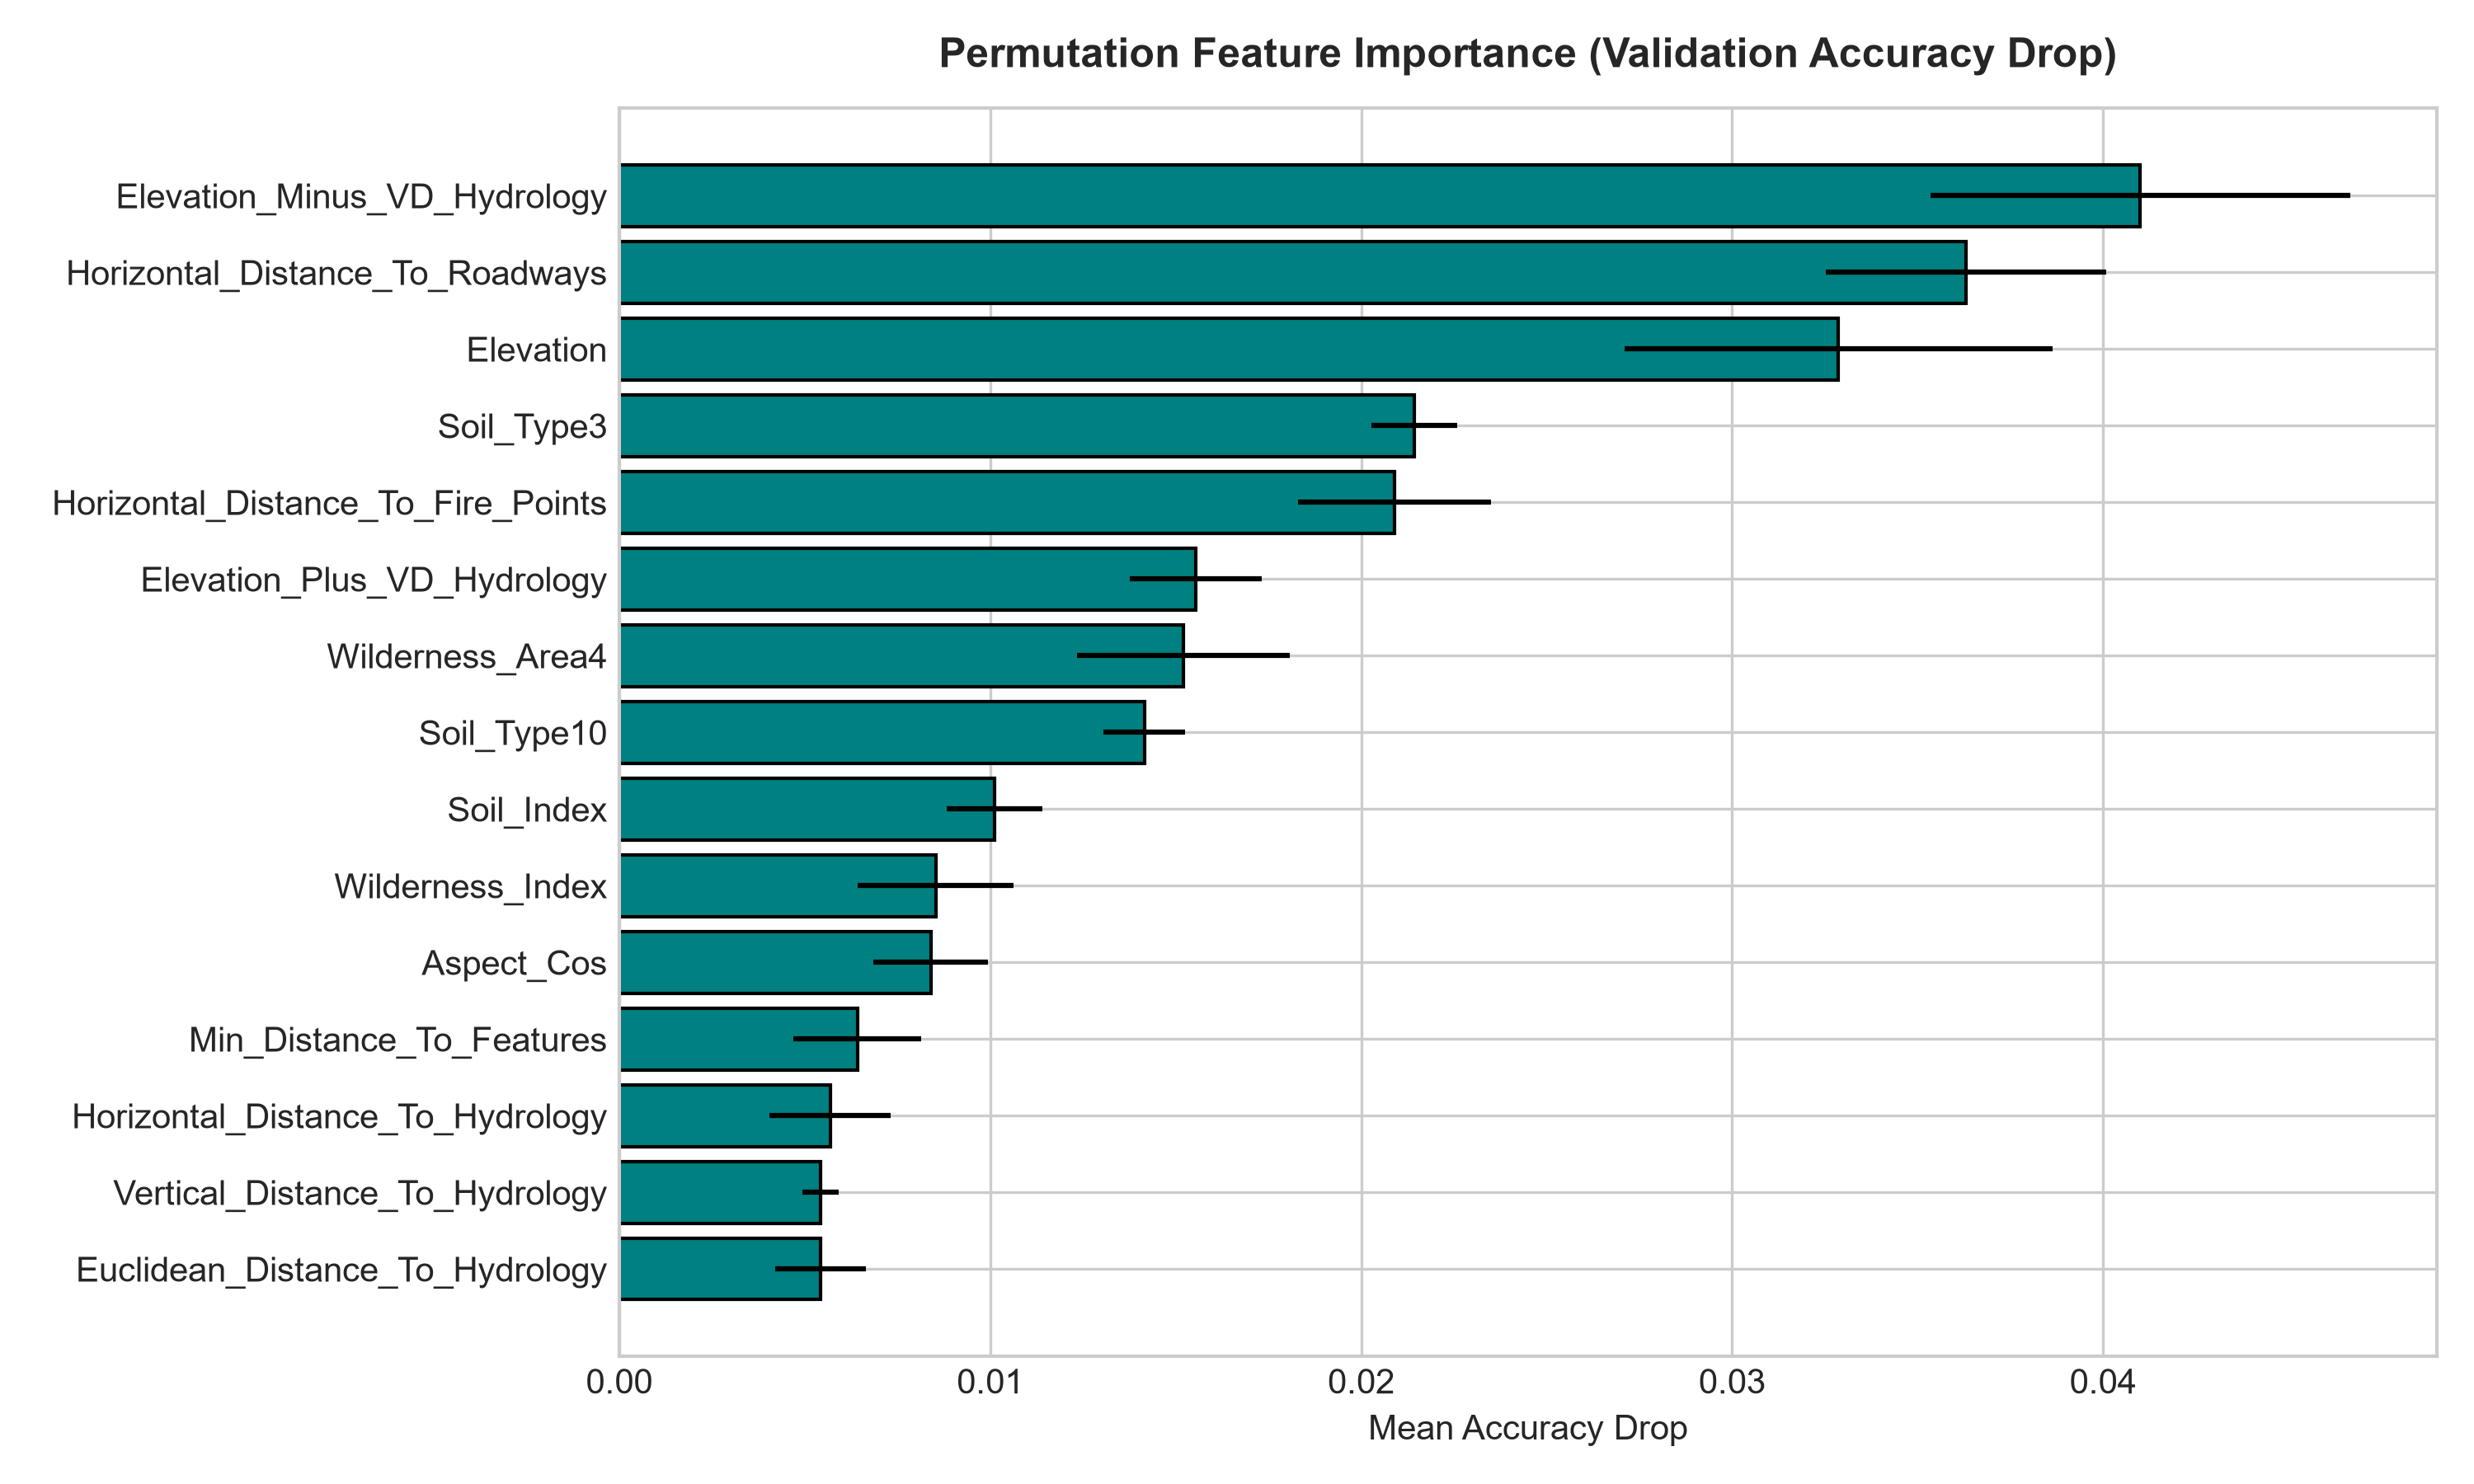 Permutation Feature Importance (Validation Accuracy Drop)
Elevation_Minus_VD_Hydrology
Horizontal_Distance_To_Roadways
Elevation
Soil_Type3
Horizontal_Distance_To_Fire_Points
Elevation_Plus_VD_Hydrology
Wilderness_Area4
Soil_Type10
Soil_Index
Wilderness_Index
Aspect_Cos
Min_Distance_To_Features
Horizontal_Distance_To_Hydrology
Vertical_Distance_To_Hydrology
Euclidean_Distance_To_Hydrology
0.00 0.01 0.02 0.03 0.04
Mean Accuracy Drop